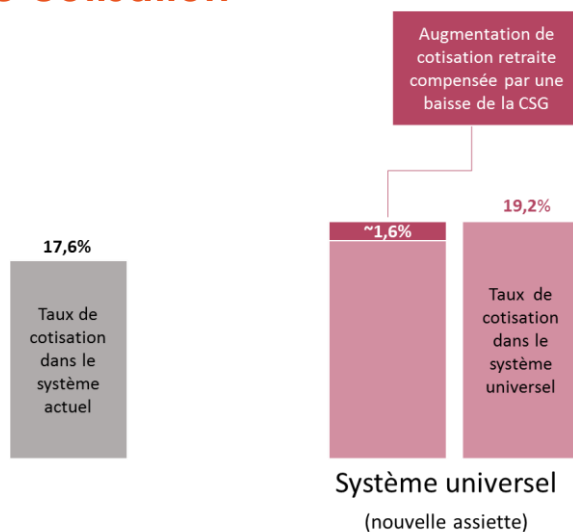 Augmentation de
cotisation retraite
compensée par une
baisse de la CSG
19,2%
~1,6%
17,6%
Taux de
cotisation
dans le
système
actuel
Taux de
cotisation
dans le
système
universel
Système universel
(nouvelle assiette)